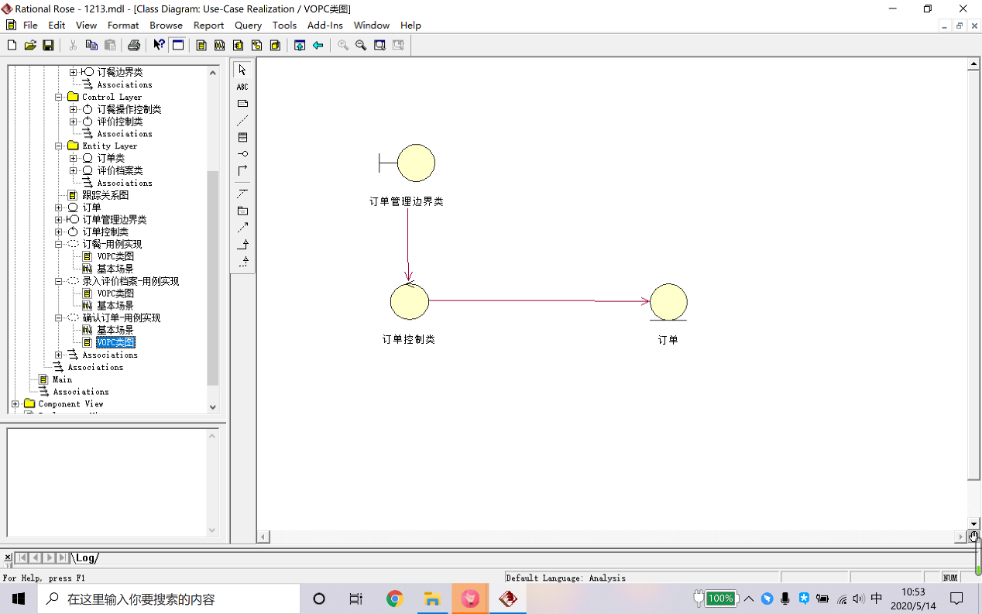 Rational Rose - 1213.mdl - [Class Diagram: Use-Case Realization / VOPC类图]
File Edit View Format Browse Report Query Tools Add-Ins Window Help
ABC
订餐边界类
Associations
Control Layer
订餐操作控制类
评价控制类
Associations
Entity Layer
订单类
评价档案类
Associations
跟踪关系图
订单
订单管理边界类
订单控制类
订餐-用例实现
VOPC类图
基本场景
录入评价档案-用例实现
VOPC类图
基本场景
确认订单-用例实现
基本场景
VOPC类图
Associations
Associations
Main
Associations
Component View
订单管理边界类
订单控制类
订单
Log
For Help, press F1
Default Language: Analysis
NUM
在这里输入你要搜索的内容
100%
中
10:53
2020/5/14